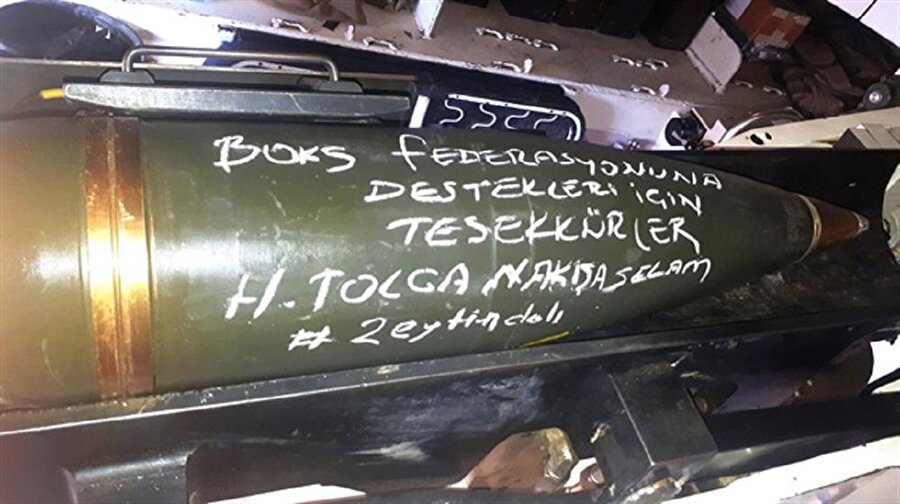 BOKS FEDERASYONUNA
DESTEKLERİ İÇİN
TEŞEKKÜRLER
H. TOLGA
#Zeytindalı